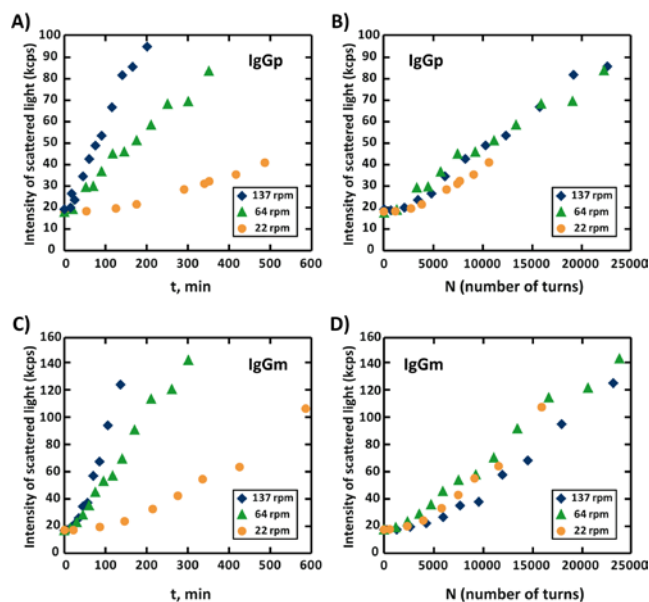 A)
IgGp
Intensity of scattered light (kcps)
100
90
80
70
60
50
40
30
20
10
0
0 100 200 300 400 500 600
t, min
137 rpm
64 rpm
22 rpm
B)
IgGp
Intensity of scattered light (kcps)
100
90
80
70
60
50
40
30
20
10
0
0 5000 10000 15000 20000 25000
N (number of turns)
137 rpm
64 rpm
22 rpm
C)
IgGm
Intensity of scattered light (kcps)
160
140
120
100
80
60
40
20
0
0 100 200 300 400 500 600
t, min
137 rpm
64 rpm
22 rpm
D)
IgGm
Intensity of scattered light (kcps)
160
140
120
100
80
60
40
20
0
0 5000 10000 15000 20000 25000
N (number of turns)
137 rpm
64 rpm
22 rpm